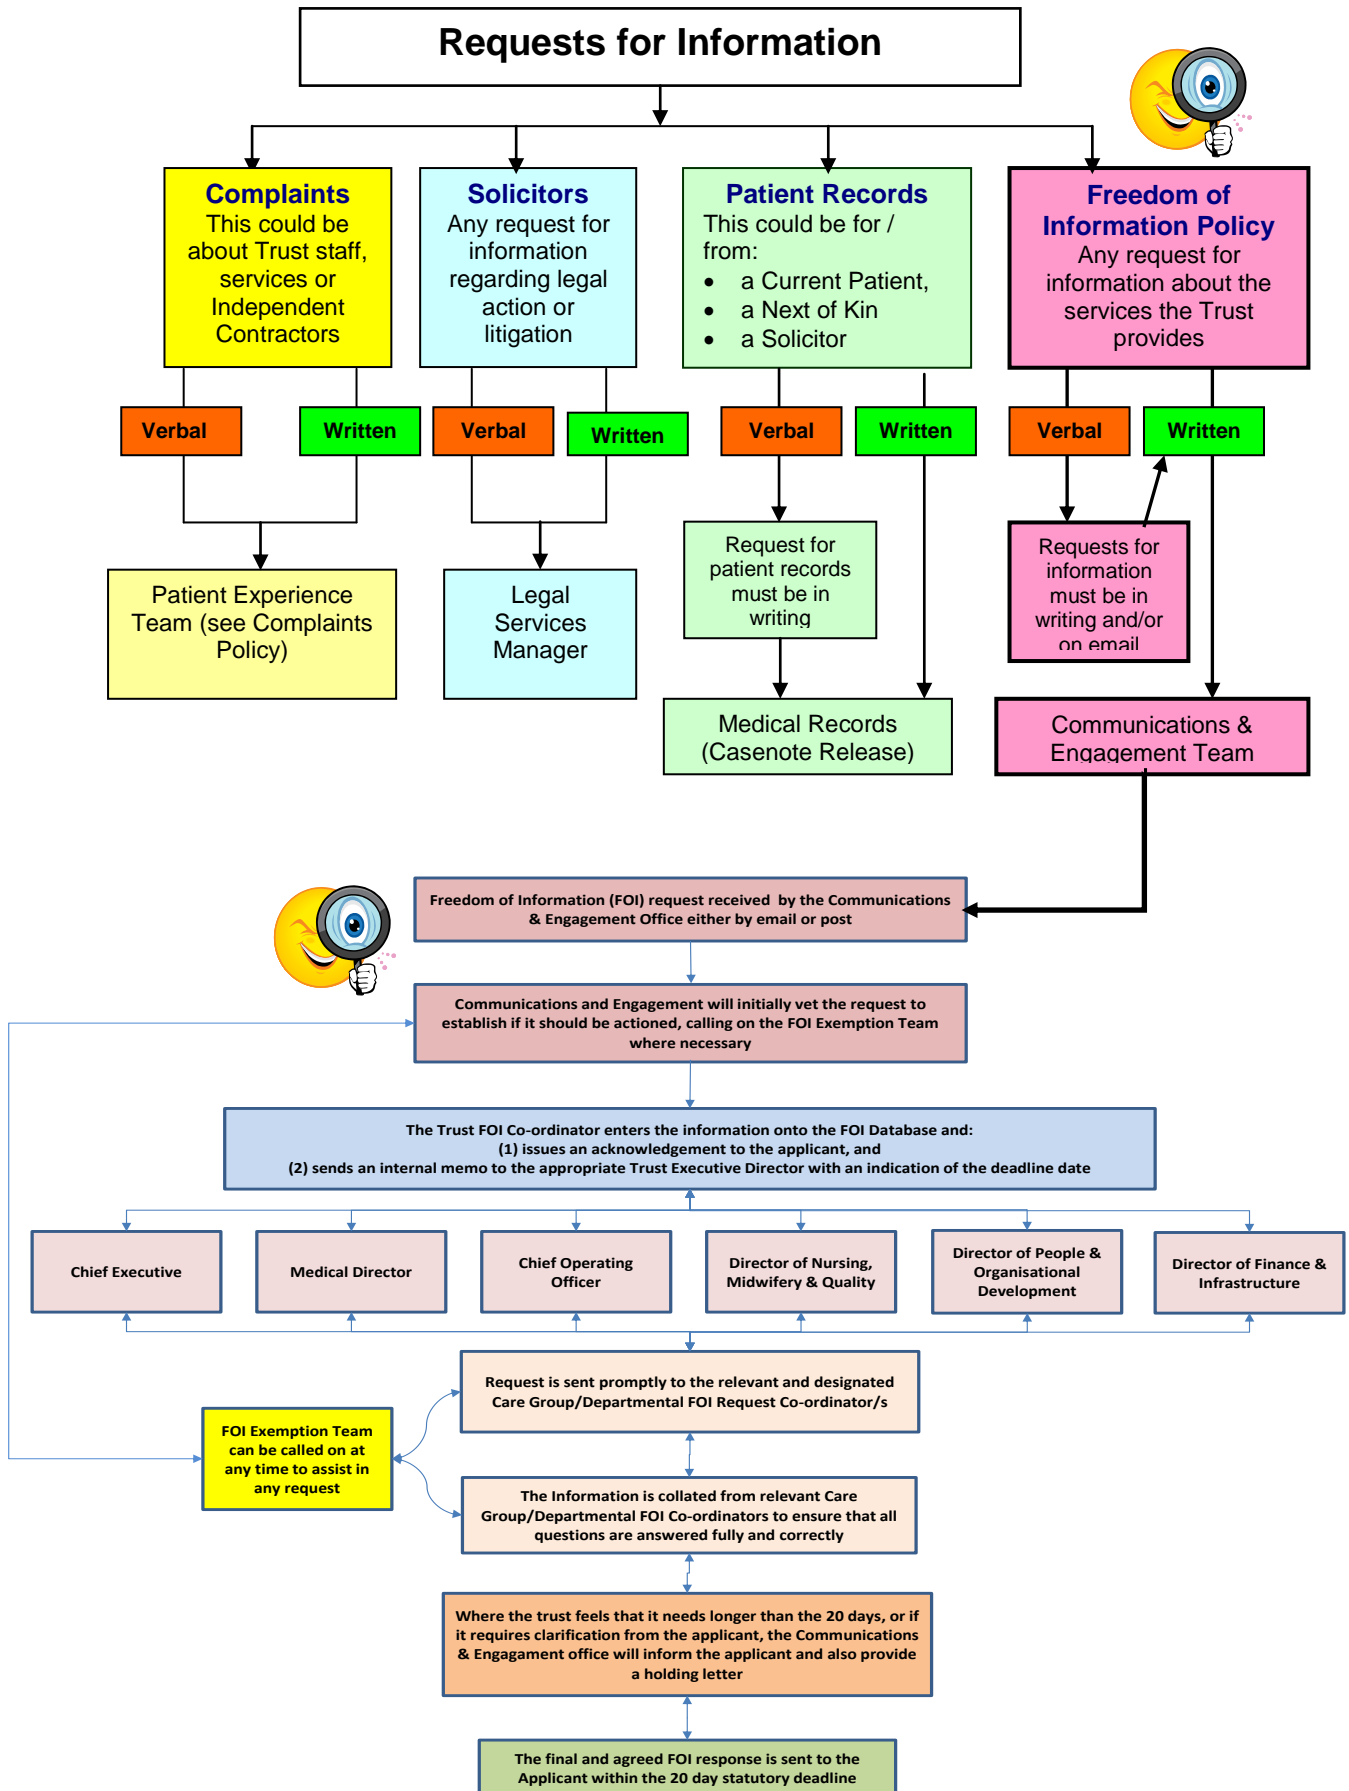 Requests for Information
Complaints
This could be
about Trust staff,
services or
Independent
Contractors
Solicitors
Any request for
information
regarding legal
action or
litigation
Patient Records
This could be for /
from:
• a Current Patient,
• a Next of Kin
• a Solicitor
Freedom of
Information Policy
Any request for
information about the
services the Trust
provides
Verbal
Written
Verbal
Written
Verbal
Written
Verbal
Written
Patient Experience
Team (see Complaints
Policy)
Legal
Services
Manager
Request for
patient records
must be in
writing
Requests for
information
must be in
writing and/or
on email
Medical Records
(Casenote Release)
Communications &
Engagement Team
Freedom of Information (FOI) request received by the Communications
& Engagement Office either by email or post
Communications and Engagement will initially vet the request to
establish if it should be actioned, calling on the FOI Exemption Team
where necessary
The Trust FOI Co-ordinator enters the information onto the FOI Database and:
(1) issues an acknowledgement to the applicant, and
(2) sends an internal memo to the appropriate Trust Executive Director with an indication of the deadline date
Chief Executive
Medical Director
Chief Operating
Officer
Director of Nursing,
Midwifery & Quality
Director of People &
Organisational
Development
Director of Finance &
Infrastructure
Request is sent promptly to the relevant and designated
Care Group/Departmental FOI Request Co-ordinator/s
FOI Exemption Team
can be called on at
any time to assist in
any request
The Information is collated from relevant Care
Group/Departmental FOI Co-ordinators to ensure that all
questions are answered fully and correctly
Where the trust feels that it needs longer than the 20 days, or if
it requires clarification from the applicant, the Communications
& Engagament office will inform the applicant and also provide
a holding letter
The final and agreed FOI response is sent to the
Applicant within the 20 day statutory deadline